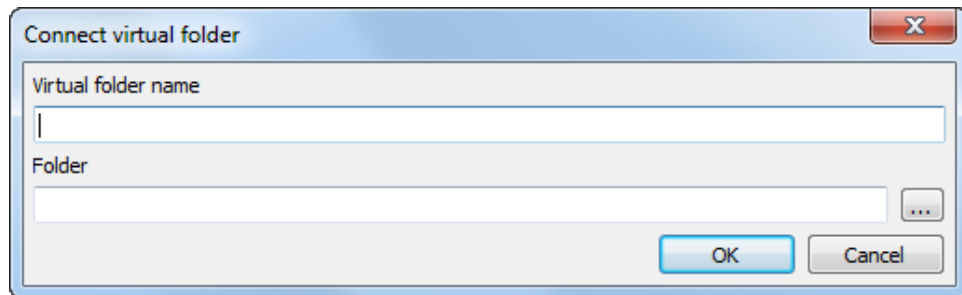 Connect virtual folder
Virtual folder name
Folder
...
OK Cancel